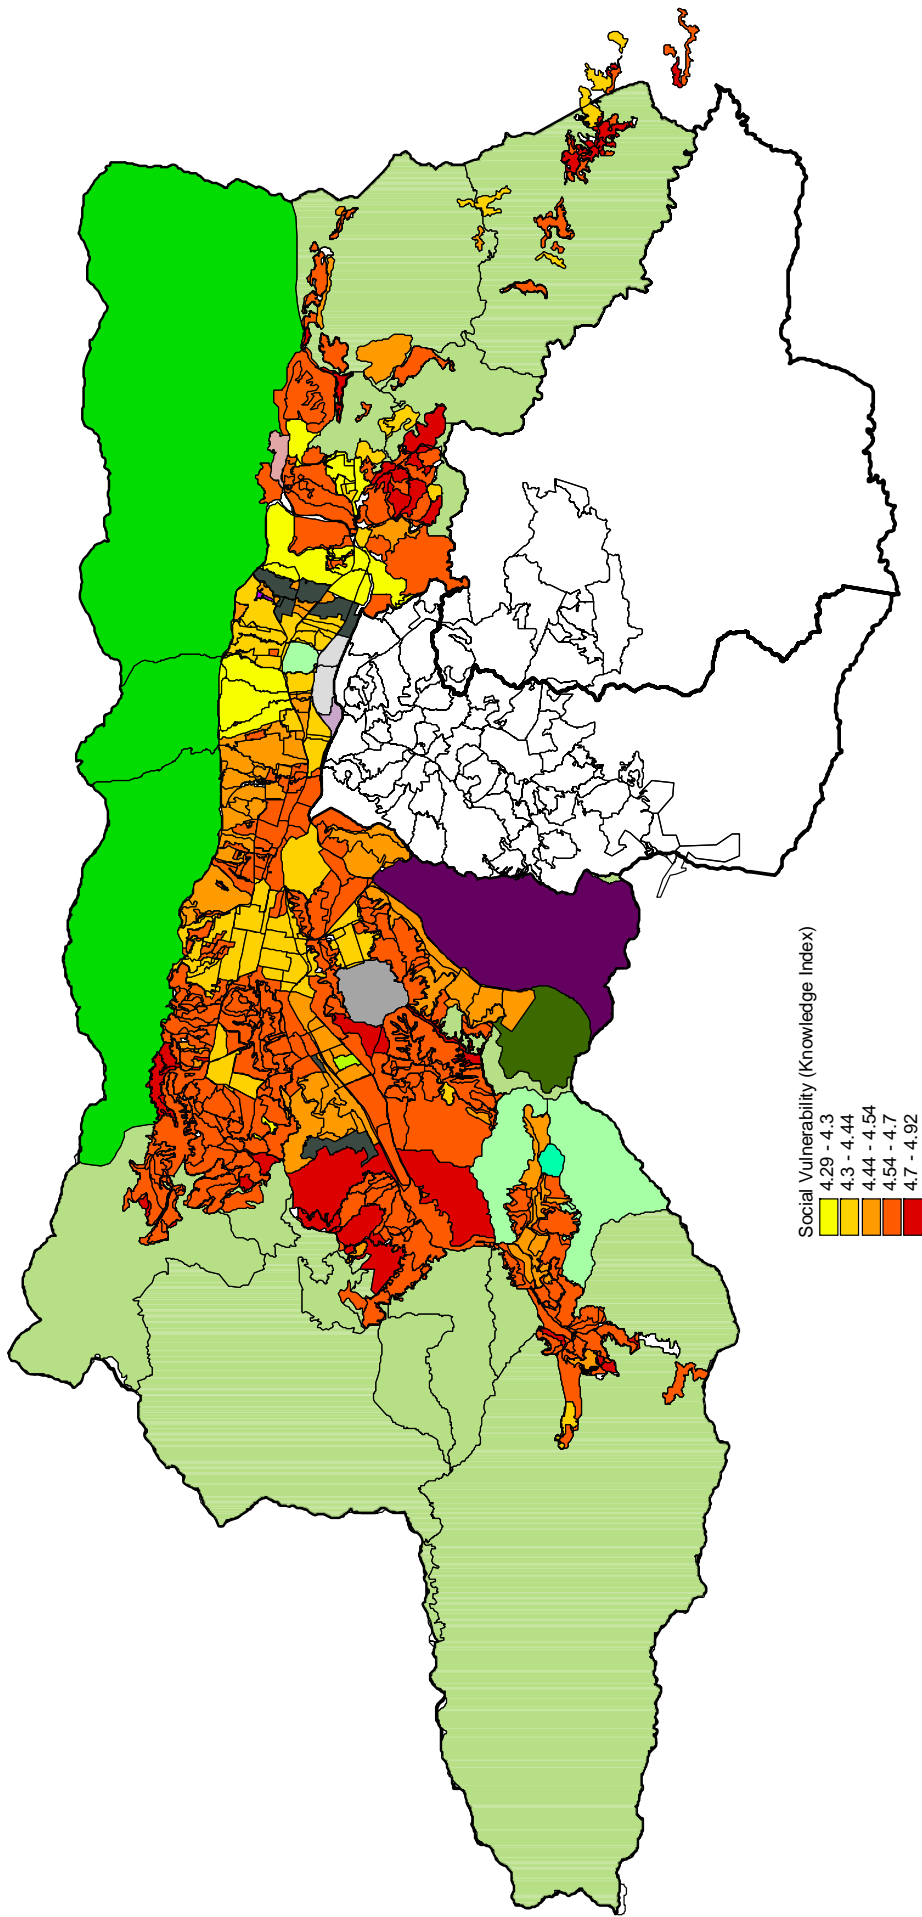 Social Vulnerability (Knowledge Index)
4.29 - 4.3
4.3 - 4.44
4.44 - 4.54
4.54 - 4.7
4.7 - 4.92